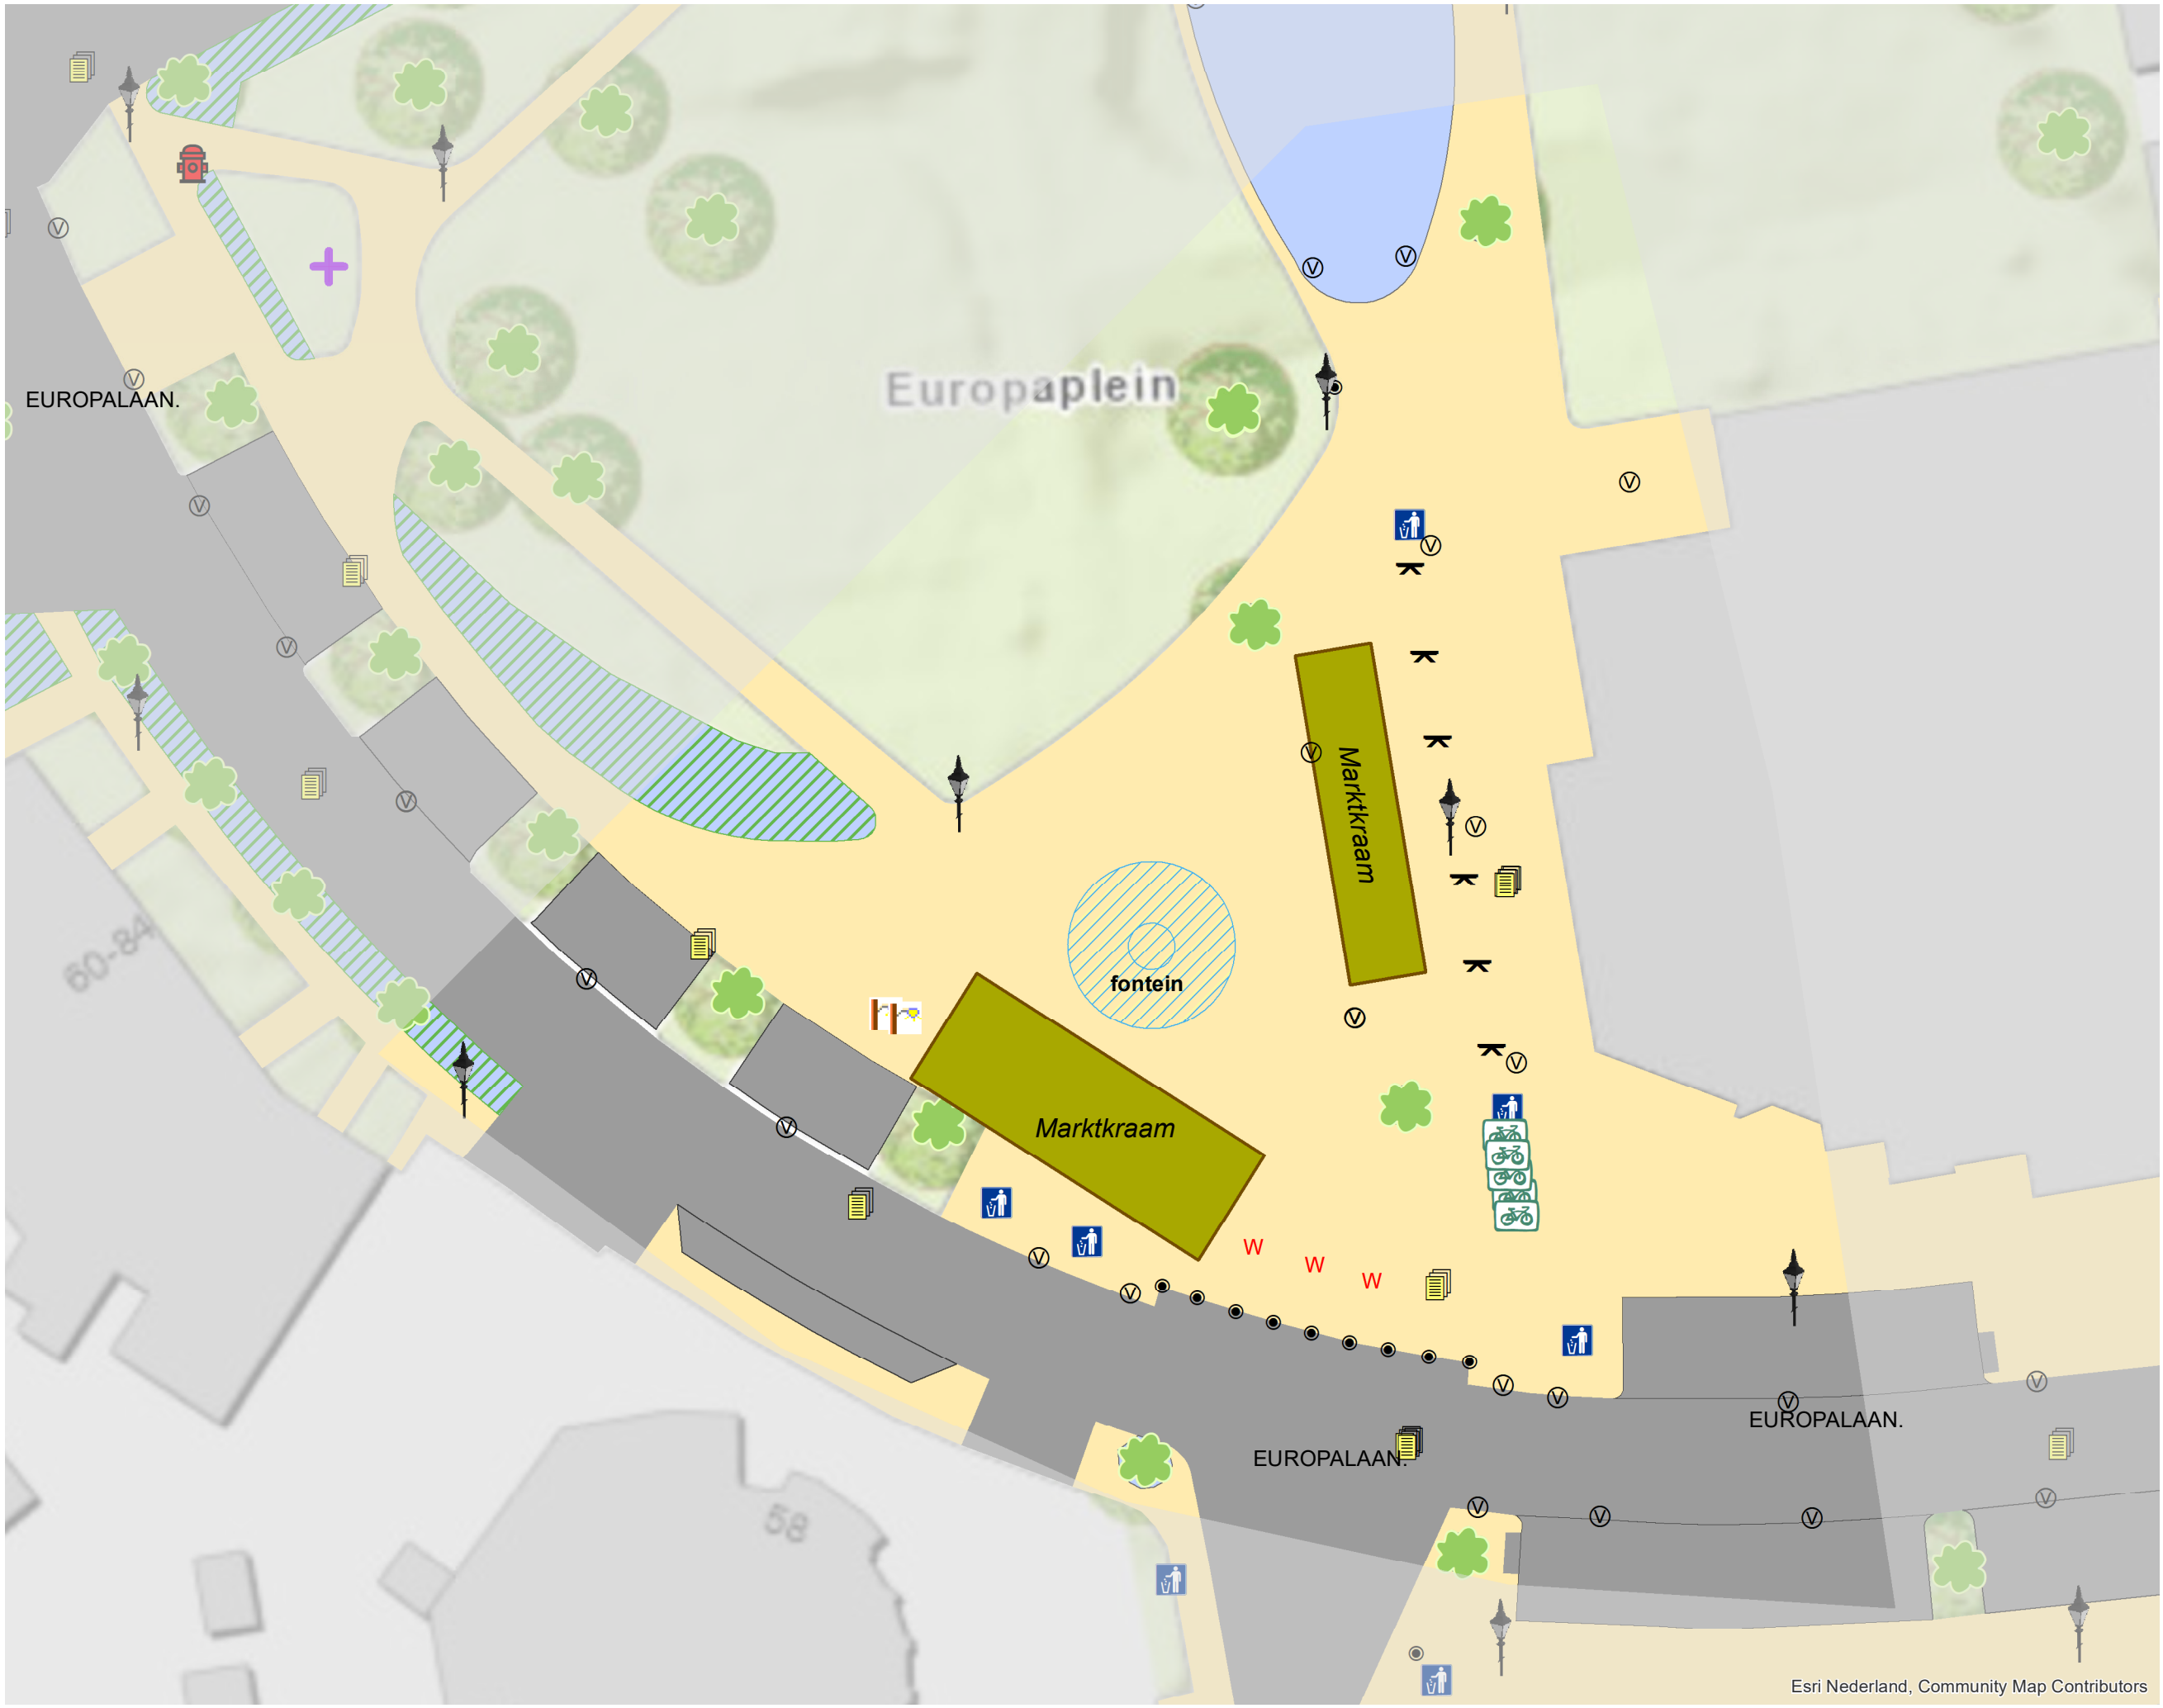 EUROPALAAN.
Europaplein
Marktkraam
60-84
fontein
Marktkraam
W
W
W
EUROPALAAN.
EUROPALAAN.
58
Esri Nederland, Community Map Contributors